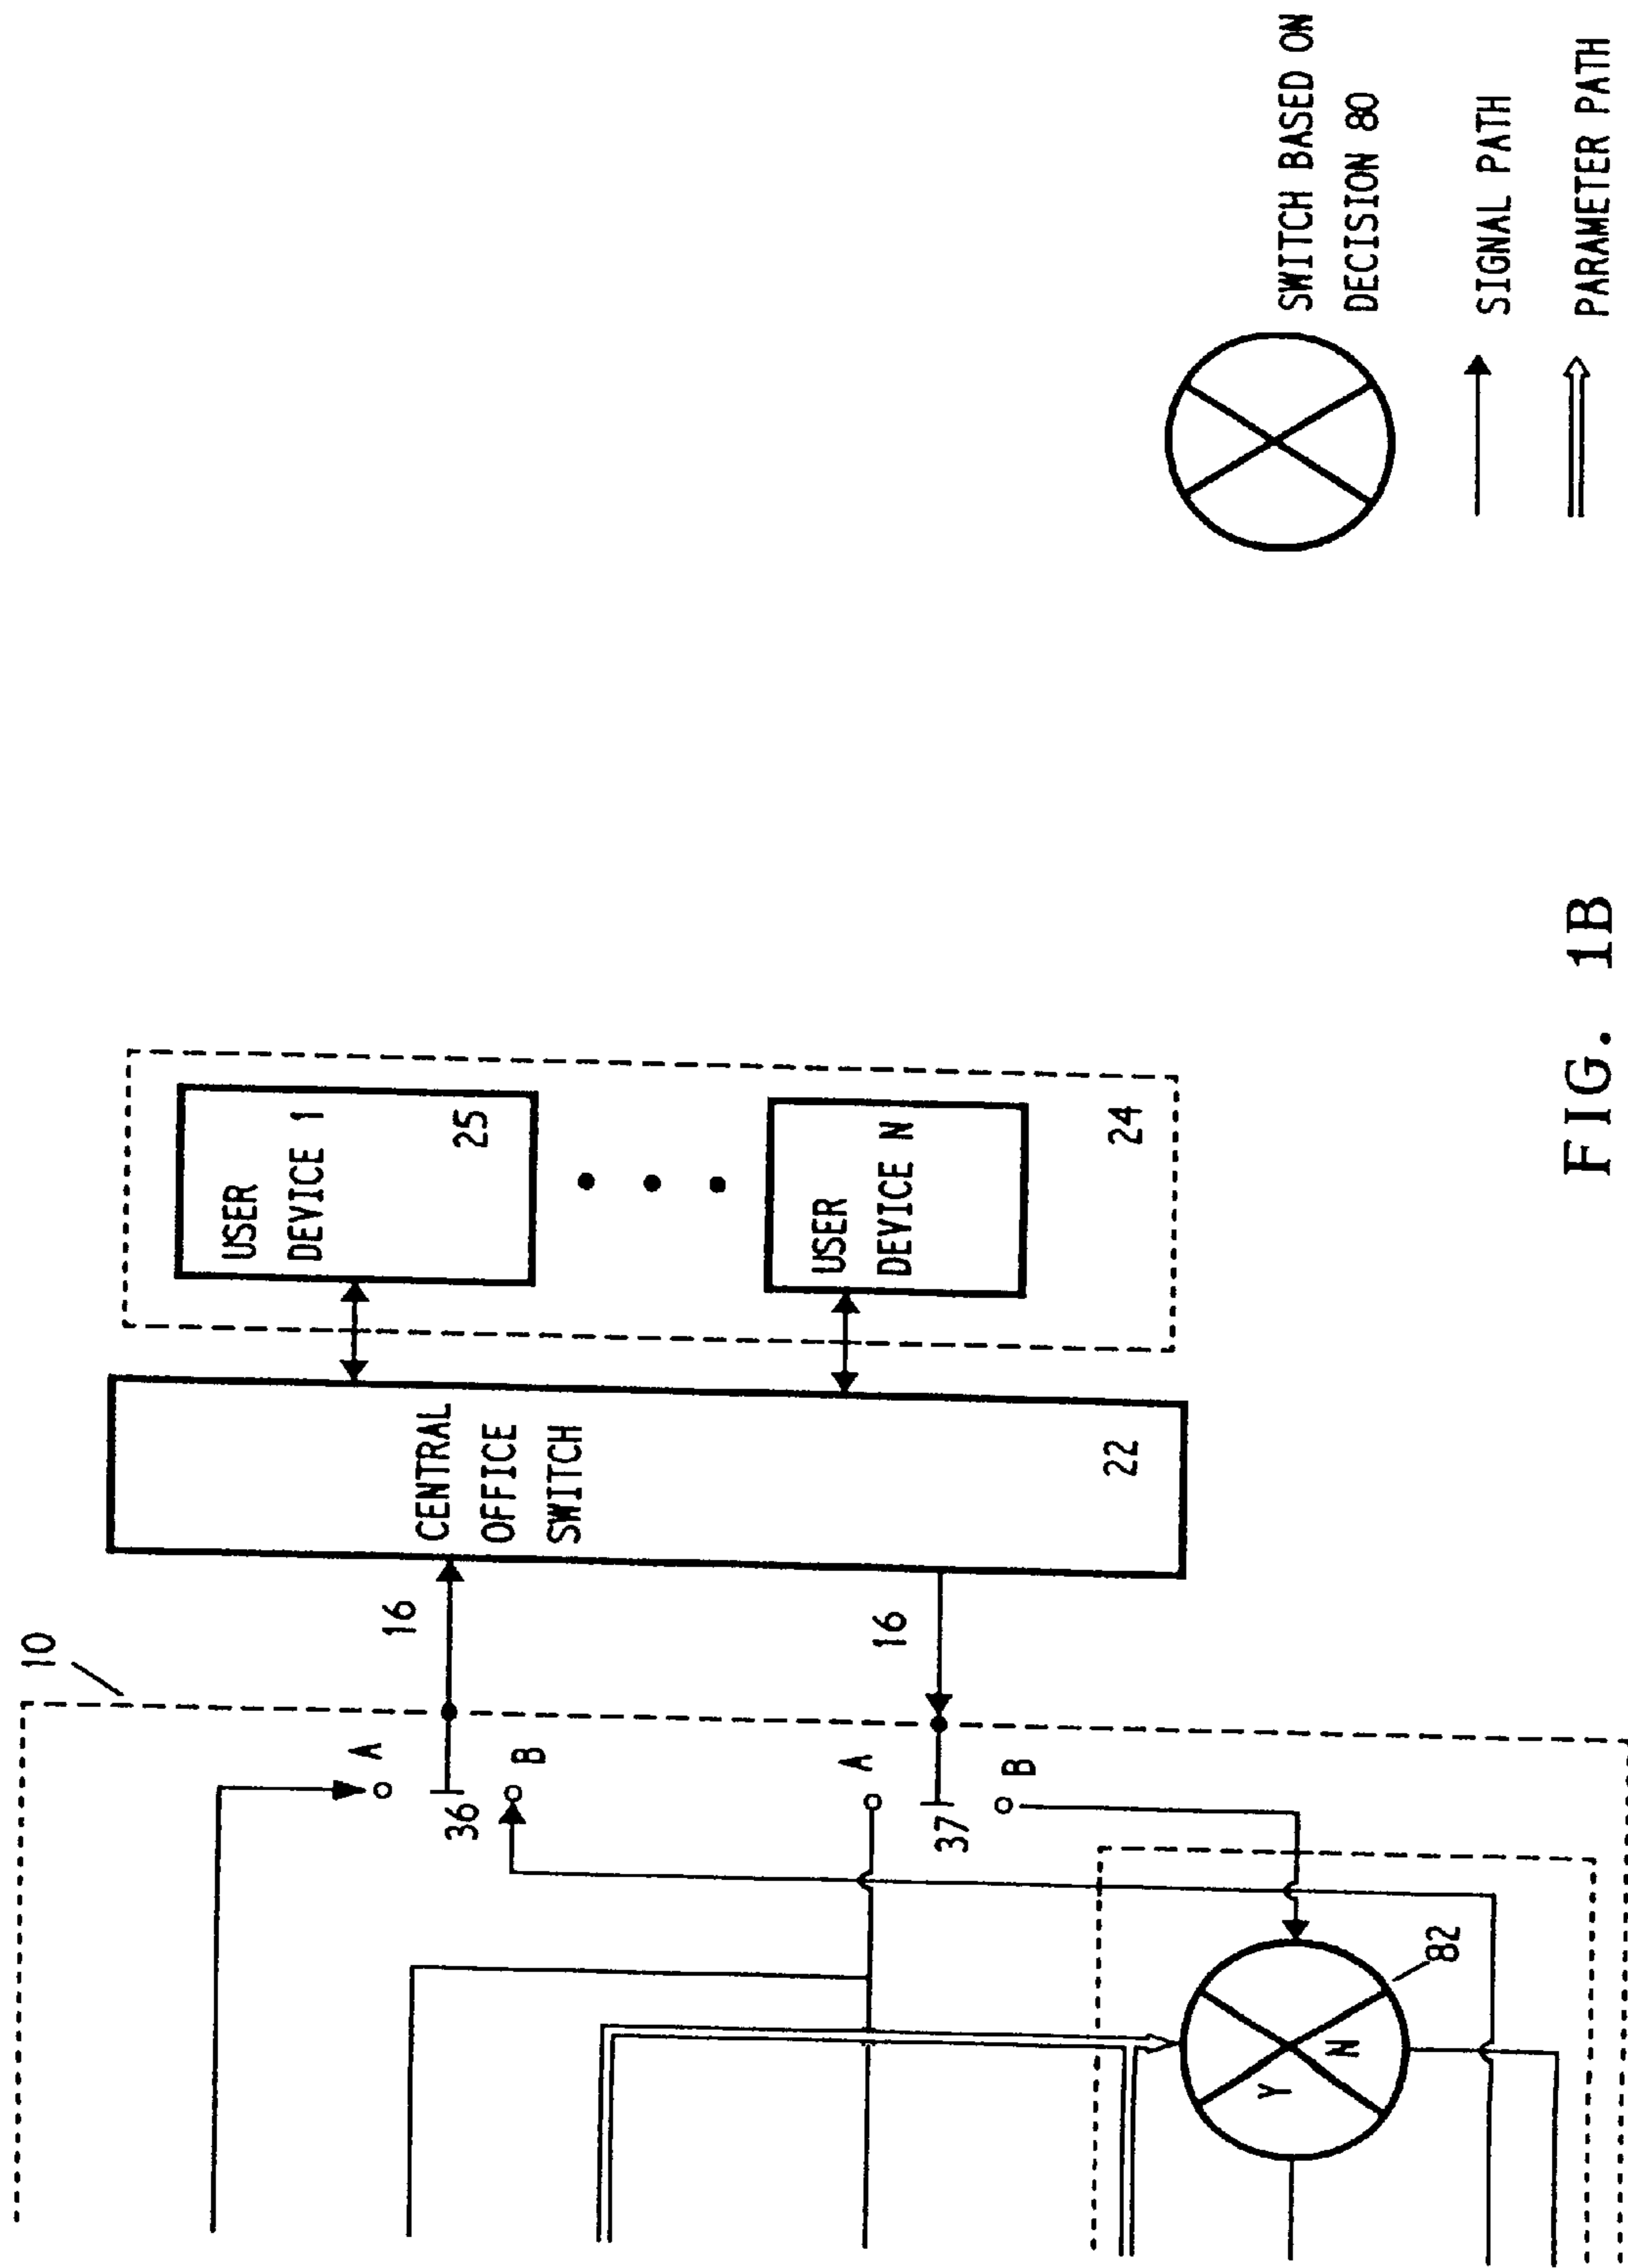 10
A
36
B
16
CENTRAL
OFFICE
SWITCH
22
USER
DEVICE 1
25
USER
DEVICE N
24
16
A
37
B
Y
N
82
SWITCH BASED ON
DECISION 80
SIGNAL PATH
PARAMETER PATH
FIG. 1B